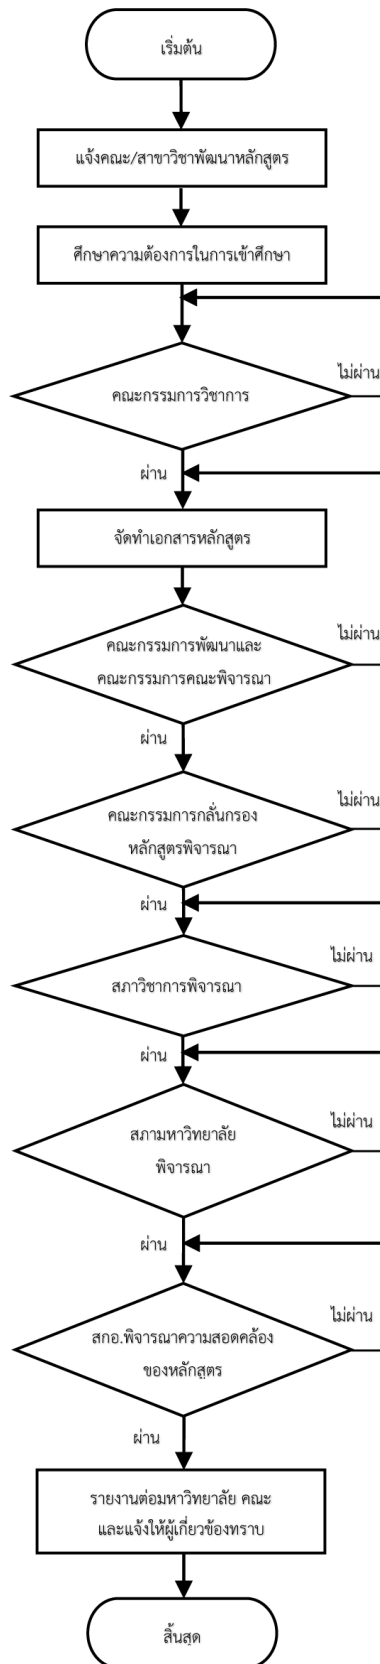 เริ่มต้น
แจ้งคณะ/สาขาวิชาพัฒนาหลักสูตร
ศึกษาความต้องการในการเข้าศึกษา
ไม่ผ่าน
คณะกรรมการวิชาการ
ผ่าน
จัดทำเอกสารหลักสูตร
ไม่ผ่าน
คณะกรรมการพัฒนาและ
คณะกรรมการคณะพิจารณา
ผ่าน
ไม่ผ่าน
คณะกรรมการกลั่นกรอง
หลักสูตรพิจารณา
ผ่าน
ไม่ผ่าน
สภาวิชาการพิจารณา
ผ่าน
ไม่ผ่าน
สภามหาวิทยาลัย
พิจารณา
ผ่าน
ไม่ผ่าน
สกอ.พิจารณาความสอดคล้อง
ของหลักสูตร
ผ่าน
รายงานต่อมหาวิทยาลัย คณะ
และแจ้งให้ผู้เกี่ยวข้องทราบ
สิ้นสุด